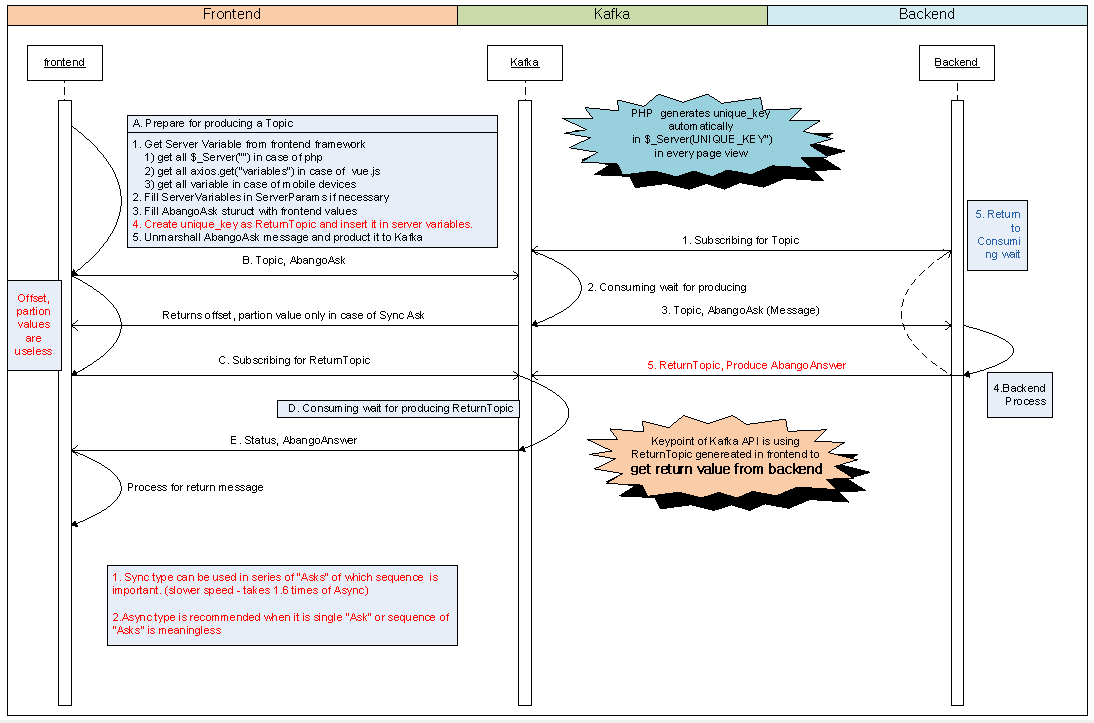 Frontend
Kafka
Backend
frontend
Kafka
Backend
A. Prepare for producing a Topic
1. Get Server Variable from frontend framework
1) get all $_Server("") in case of php
2) get all axios.get("variables") in case of vue.js
3) get all variable in case of mobile devices
2. Fill ServerVariables in ServerParams if necessary
3. Fill AbangoAsk sturuct with frontend values
4. Create unique_key as ReturnTopic and insert it in server variables.
5. Unmarshall AbangoAsk message and product it to Kafka
PHP generates unique_key
automatically
in $_Server(UNIQUE_KEY")
in every page view
5. Return
to
Consumi
ng wait
1. Subscribing for Topic
B. Topic, AbangoAsk
2. Consuming wait for producing
Offset,
partion
values
are
useless
Returns offset, partion value only in case of Sync Ask
3. Topic, AbangoAsk (Message)
C. Subscribing for ReturnTopic
5. ReturnTopic, Produce AbangoAnswer
4.Backend
Process
D. Consuming wait for producing ReturnTopic
E. Status, AbangoAnswer
Keypoint of Kafka API is using
ReturnTopic genereated in frontend to
get return value from backend
Process for return message
1. Sync type can be used in series of "Asks" of which sequence is
important. (slower speed - takes 1.6 times of Async)
2.Async type is recommended when it is single "Ask" or sequence of
"Asks" is meaningless